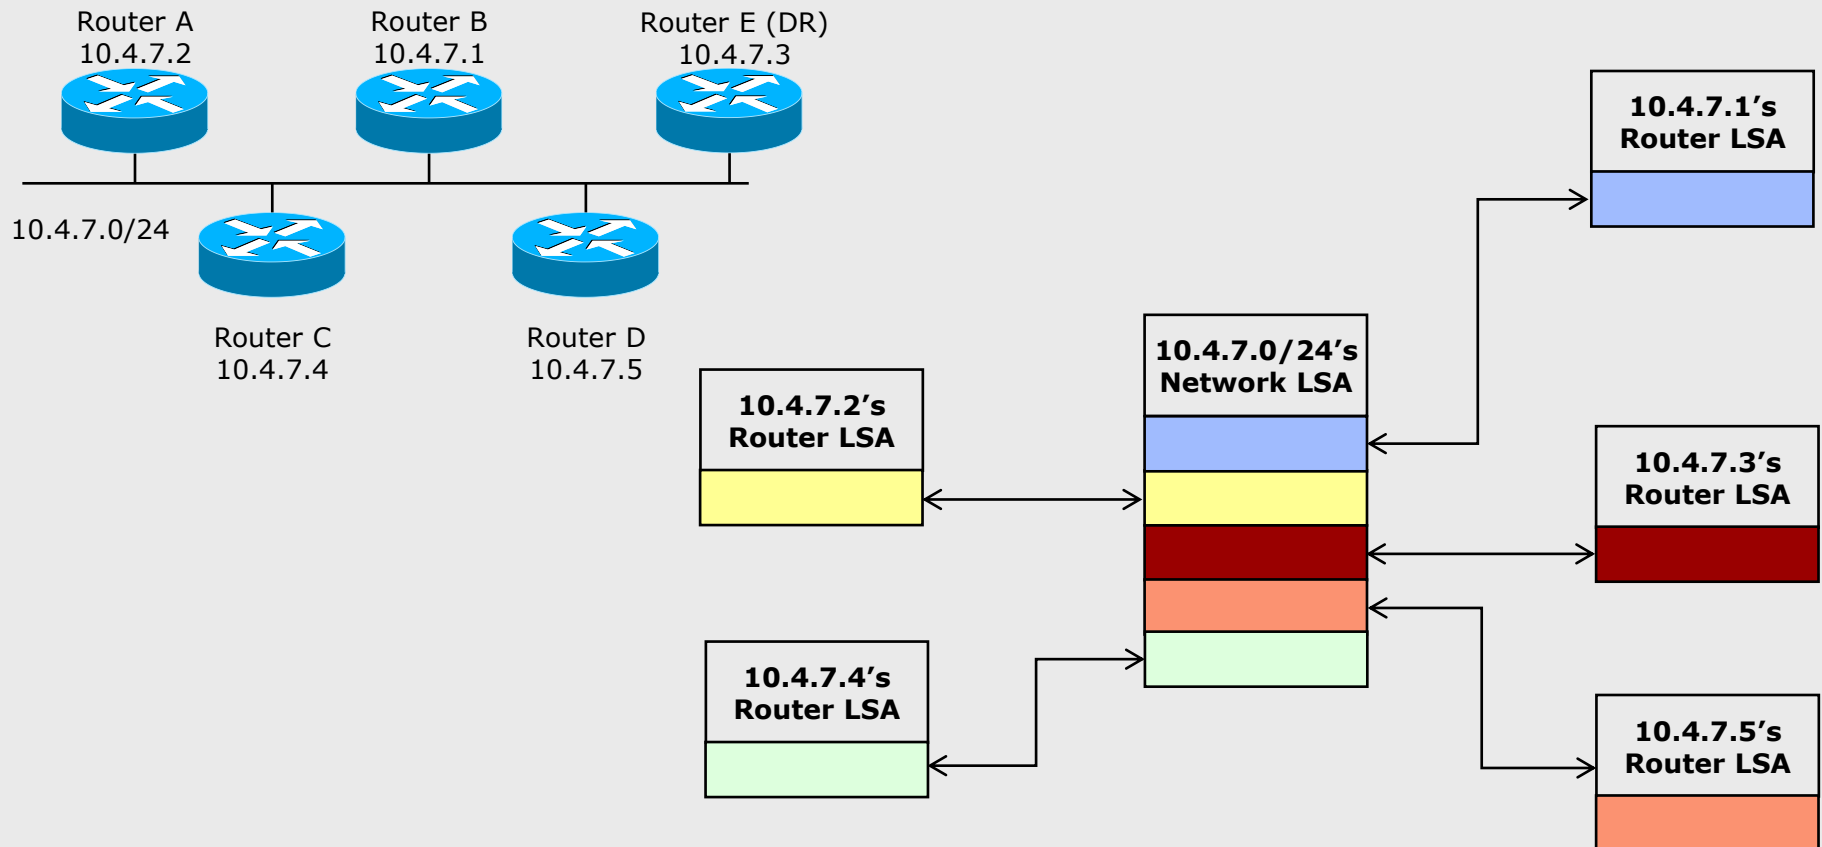 Router A
10.4.7.2
Router B
10.4.7.1
Router E (DR)
10.4.7.3
10.4.7.0/24
Router C
10.4.7.4
Router D
10.4.7.5
10.4.7.1’s
Router LSA
10.4.7.0/24’s
Network LSA
10.4.7.2’s
Router LSA
10.4.7.3’s
Router LSA
10.4.7.4’s
Router LSA
10.4.7.5’s
Router LSA